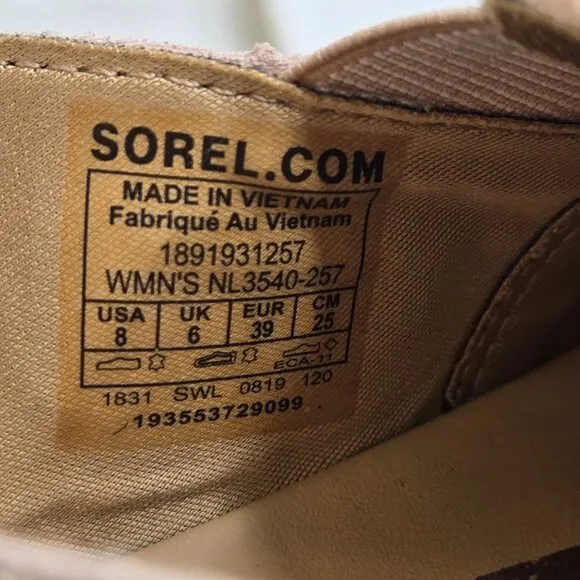 SOREL.COM
MADE IN VIETNAM
Fabriqué Au Vietnam
1891931257
WMN'S NL3540-257
USA UK EUR CM
8 6 39 25
ECA-11
1831 SWL 0819 120
193553729099